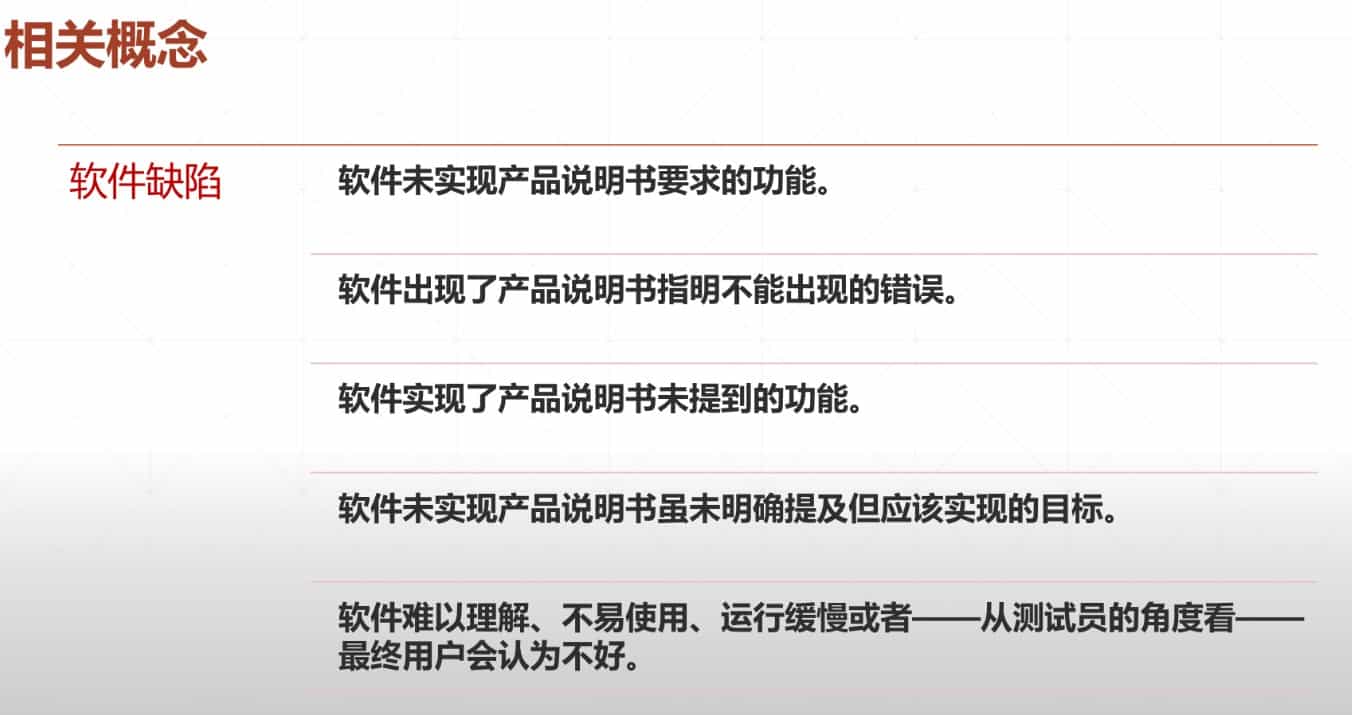 相关概念
软件缺陷
软件未实现产品说明书要求的功能。
软件出现了产品说明书指明不能出现的错误。
软件实现了产品说明书未提到的功能。
软件未实现产品说明书虽未明确提及但应该实现的目标。
软件难以理解、不易使用、运行缓慢或者——从测试员的角度看——
最终用户会认为不好。